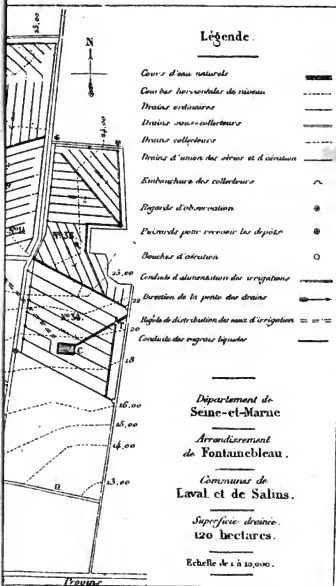 Légende.
N
Cours d'eau naturels
Courbes horizontales de niveau
Drains ordinaires
Drains sous-collecteurs
Drains collecteurs
Drains d'union des séries et d'aération
Embouchure des collecteurs
Regards d'observation
Puisards pour recevoir les dépôts
Bouches d'aération
Conduite d'alimentation des irrigations
Direction de la pente des drains
Rigole de distribution des eaux d'irrigation
Conduite des engrais liquides
25,00
N° 33
23,00
22
20
N° 34
T
C
18
16,00
15,00
14,00
13,00
Département de
Seine-et-Marne
Arrondissement
de Fontainebleau.
Communes de
Laval et de Salins.
Superficie drainée.
120 hectares.
Echelle de 1 à 10,000.
Provins